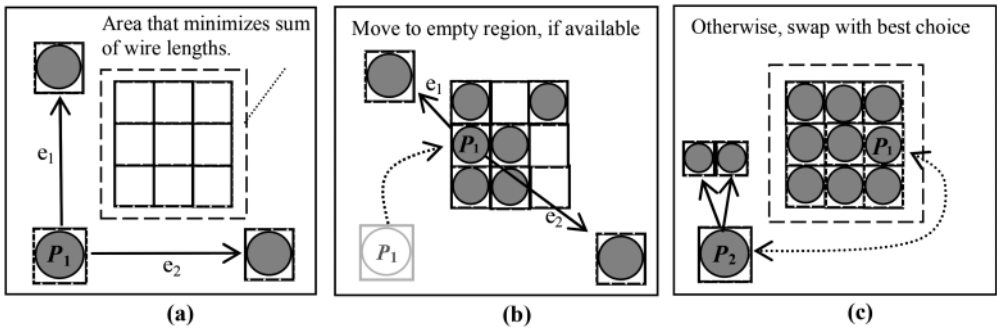 Area that minimizes sum
of wire lengths.
e1
P1
e2
(a)
Move to empty region, if available
e1
P1
e2
P1
(b)
Otherwise, swap with best choice
P1
P2
(c)